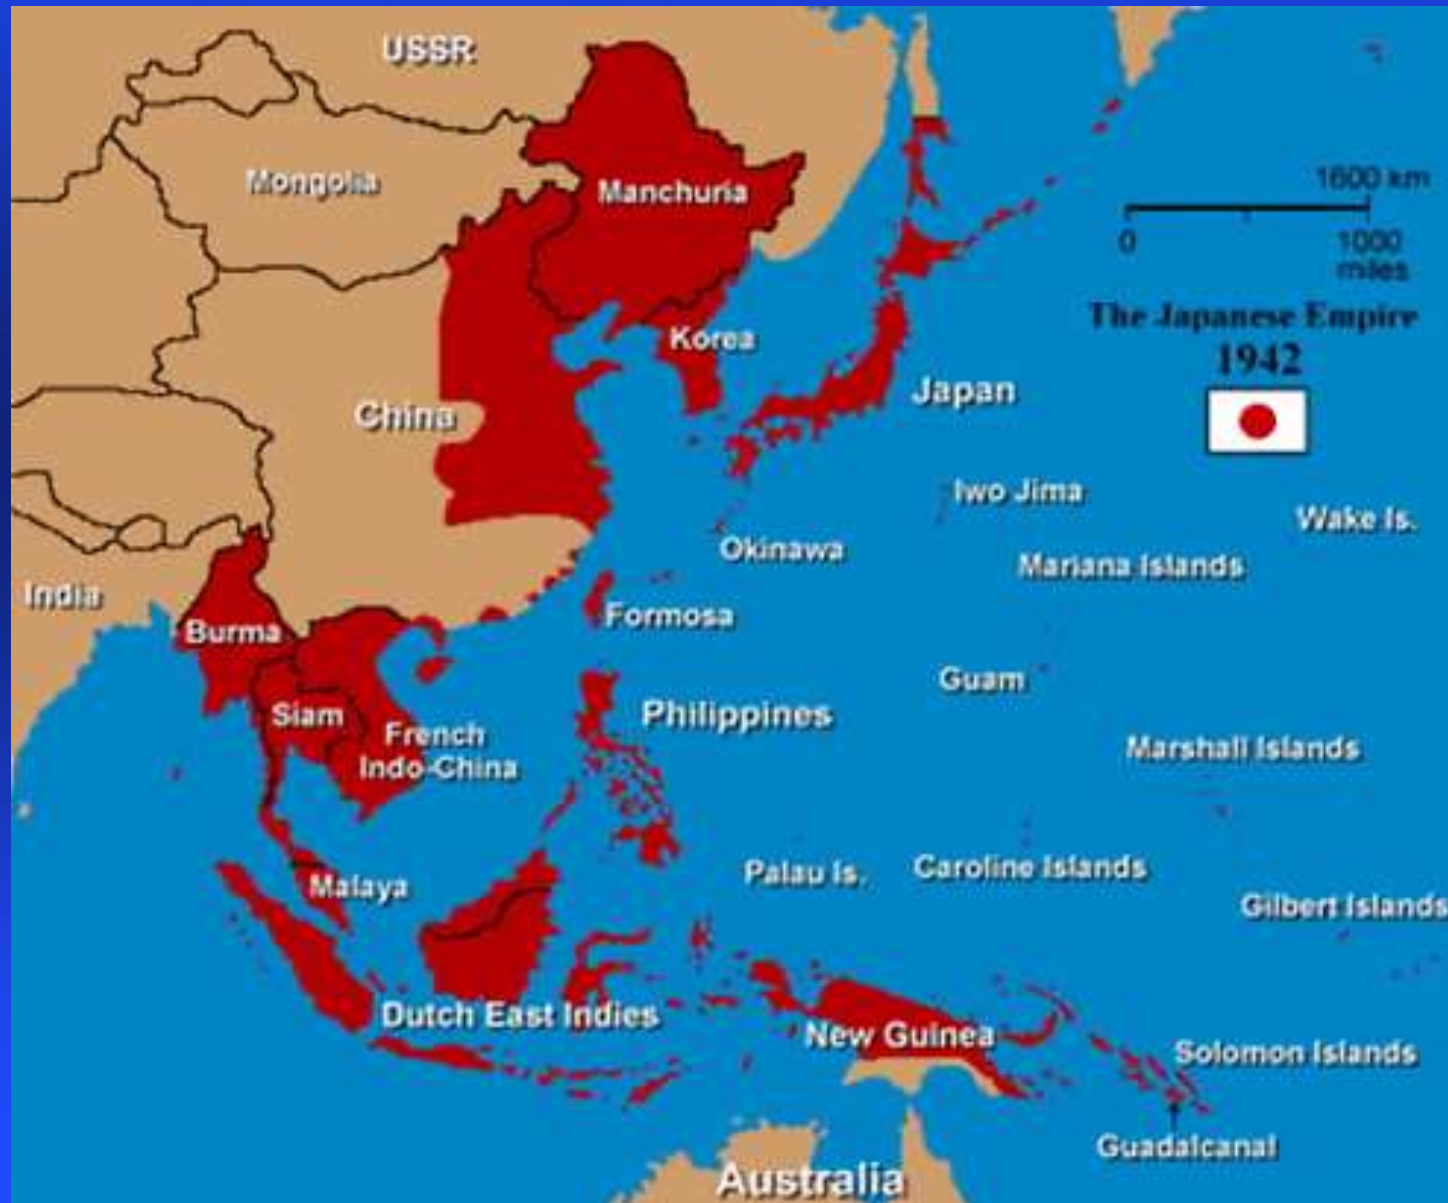 USSR
Mongolia
Manchuria
1600 km
0
1000
miles
The Japanese Empire
1942
Korea
Japan
China
Iwo Jima
Wake Is.
Okinawa
Mariana Islands
India
Formosa
Burma
Guam
Siam
Philippines
French
Indo-China
Marshall Islands
Malaya
Palau Is.
Caroline Islands
Gilbert Islands
Dutch East Indies
New Guinea
Solomon Islands
Guadalcanal
Australia